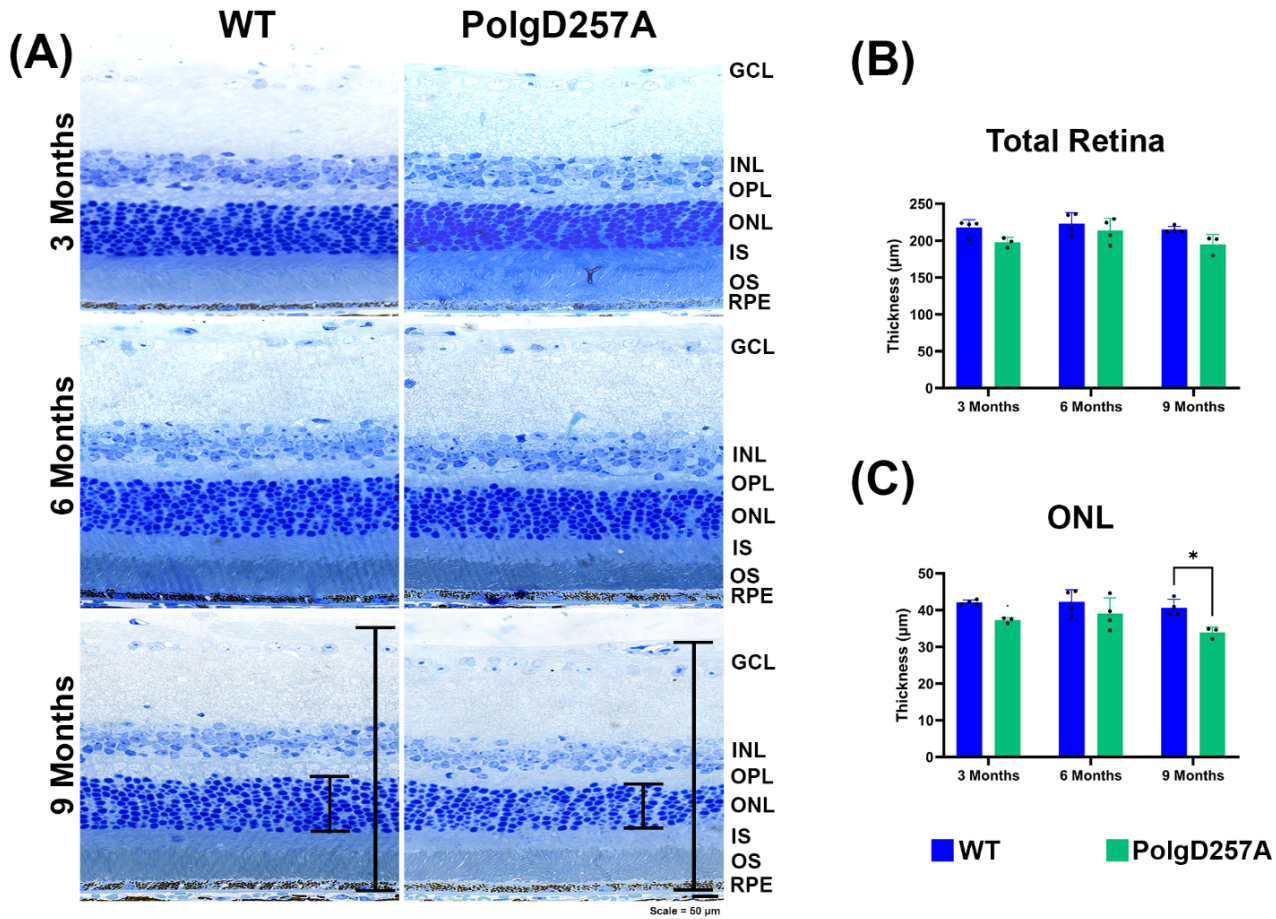 WT PolgD257A
(A)
3 Months
GCL
INL
OPL
ONL
IS
OS
RPE
6 Months
GCL
INL
OPL
ONL
IS
OS
RPE
9 Months
GCL
INL
OPL
ONL
IS
OS
RPE
Scale = 50 µm
(B)
Total Retina
Thickness (µm)
250
200
150
100
50
0
3 Months 6 Months 9 Months
(C)
ONL
Thickness (µm)
50
40
30
20
10
0
*
3 Months 6 Months 9 Months
WT PolgD257A